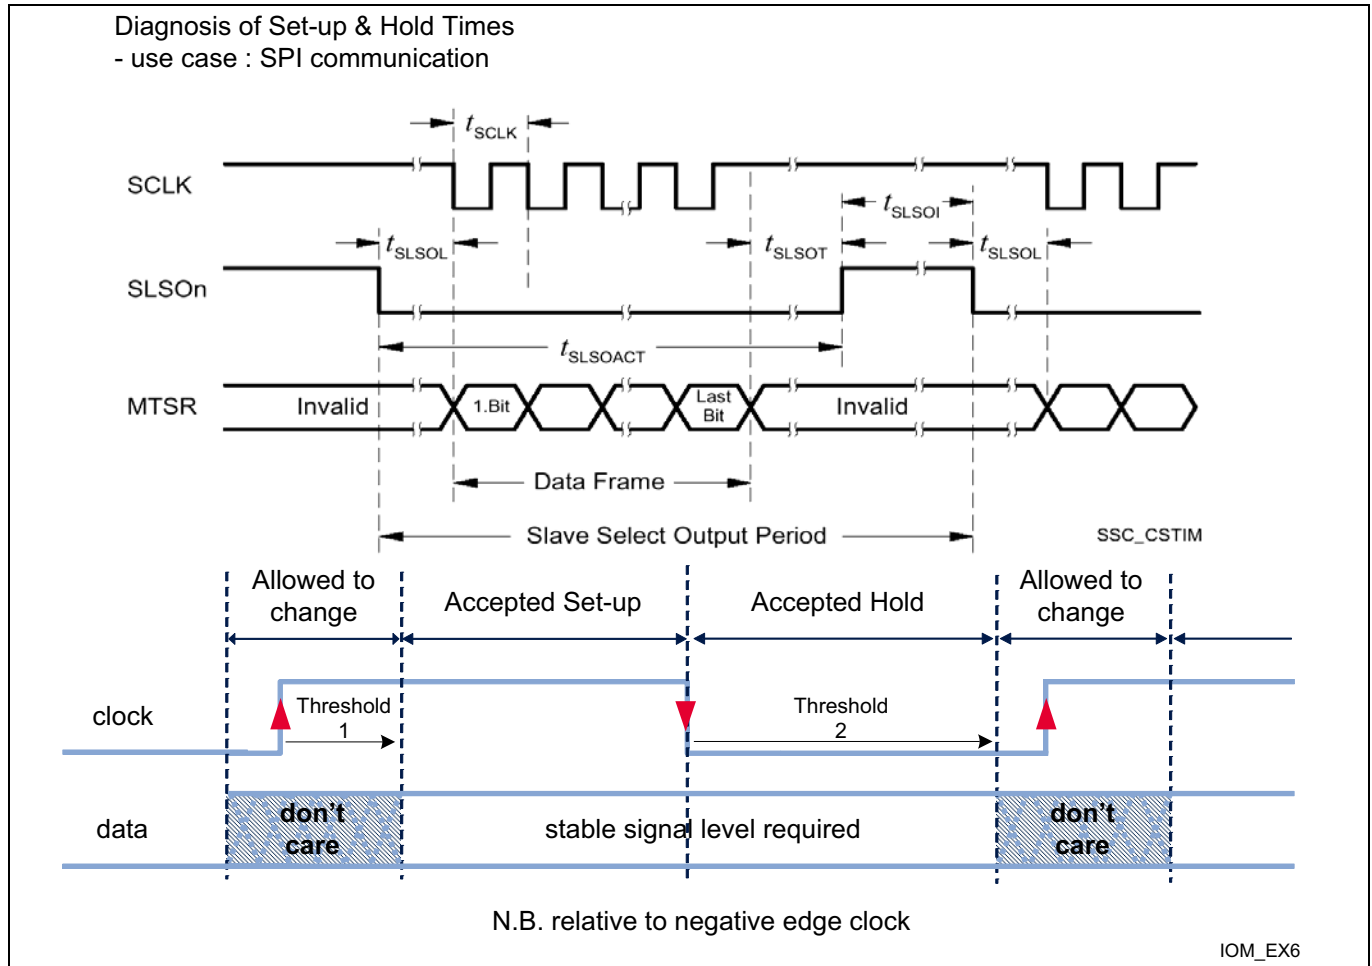 Diagnosis of Set-up & Hold Times
- use case : SPI communication
tSCLK
SCLK
tSLSOI
tSLSOL
tSLSOT
tSLSOL
SLSOn
tSLSOACT
MTSR
Invalid
1.Bit
Last
Bit
Invalid
Data Frame
Slave Select Output Period
SSC_CSTIM
Allowed to
change
Accepted Set-up
Accepted Hold
Allowed to
change
clock
Threshold
1
Threshold
2
data
don't
care
stable signal level required
don't
care
N.B. relative to negative edge clock
IOM_EX6